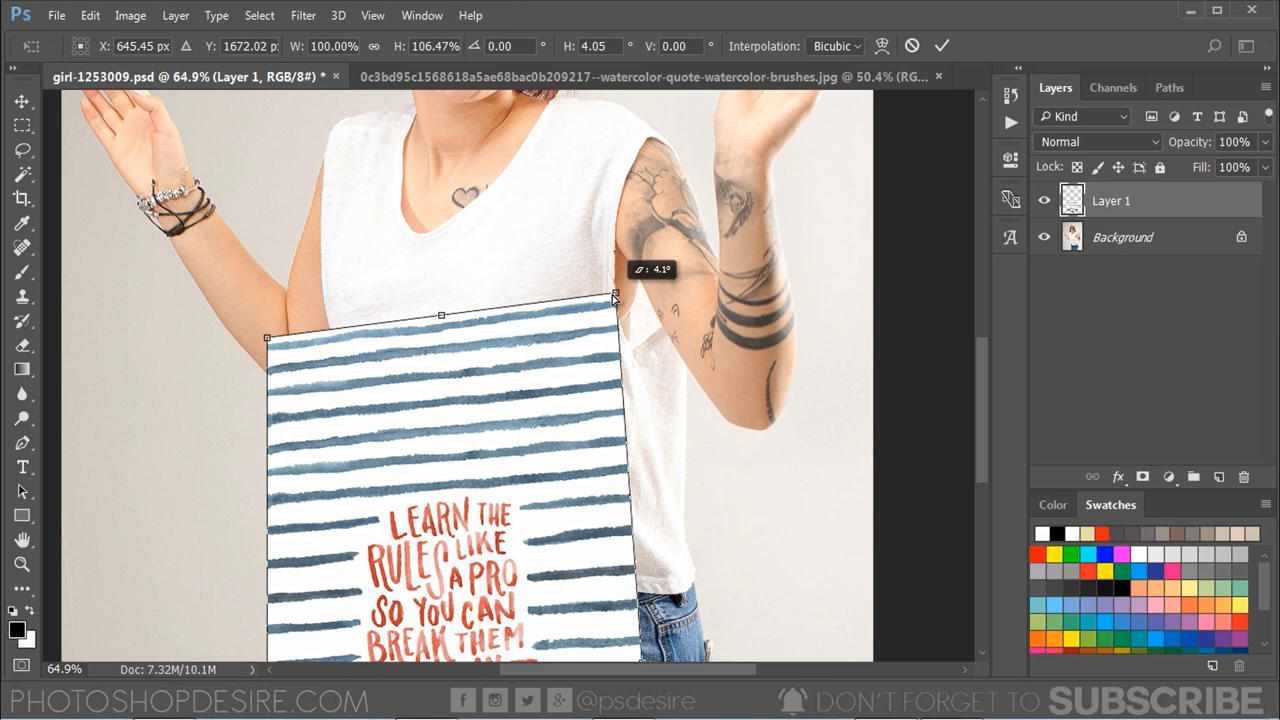 Ps File Edit Image Layer Type Select Filter 3D View Window Help
X: 645.45 px Y: 1672.02 p: W: 100.00% H: 106.47% 0.00 ° H: 4.05 ° V: 0.00 ° Interpolation: Bicubic
girl-1253009.psd @ 64.9% (Layer 1, RGB/8#) * × 0c3bd95c1568618a5ae68bac0b209217--watercolor-quote-watercolor-brushes.jpg @ 50.4% (RG... ×
Layers Channels Paths
Kind
Normal Opacity: 100%
Lock: Fill: 100%
Layer 1
Background
fx
Color Swatches
4.1°
LEARN THE
RULES LIKE
A PRO
SO YOU CAN
BREAK THEM
64.9% Doc: 7.32M/10.1M
PHOTOSHOPDESIRE.COM @psdesire DON'T FORGET TO SUBSCRIBE